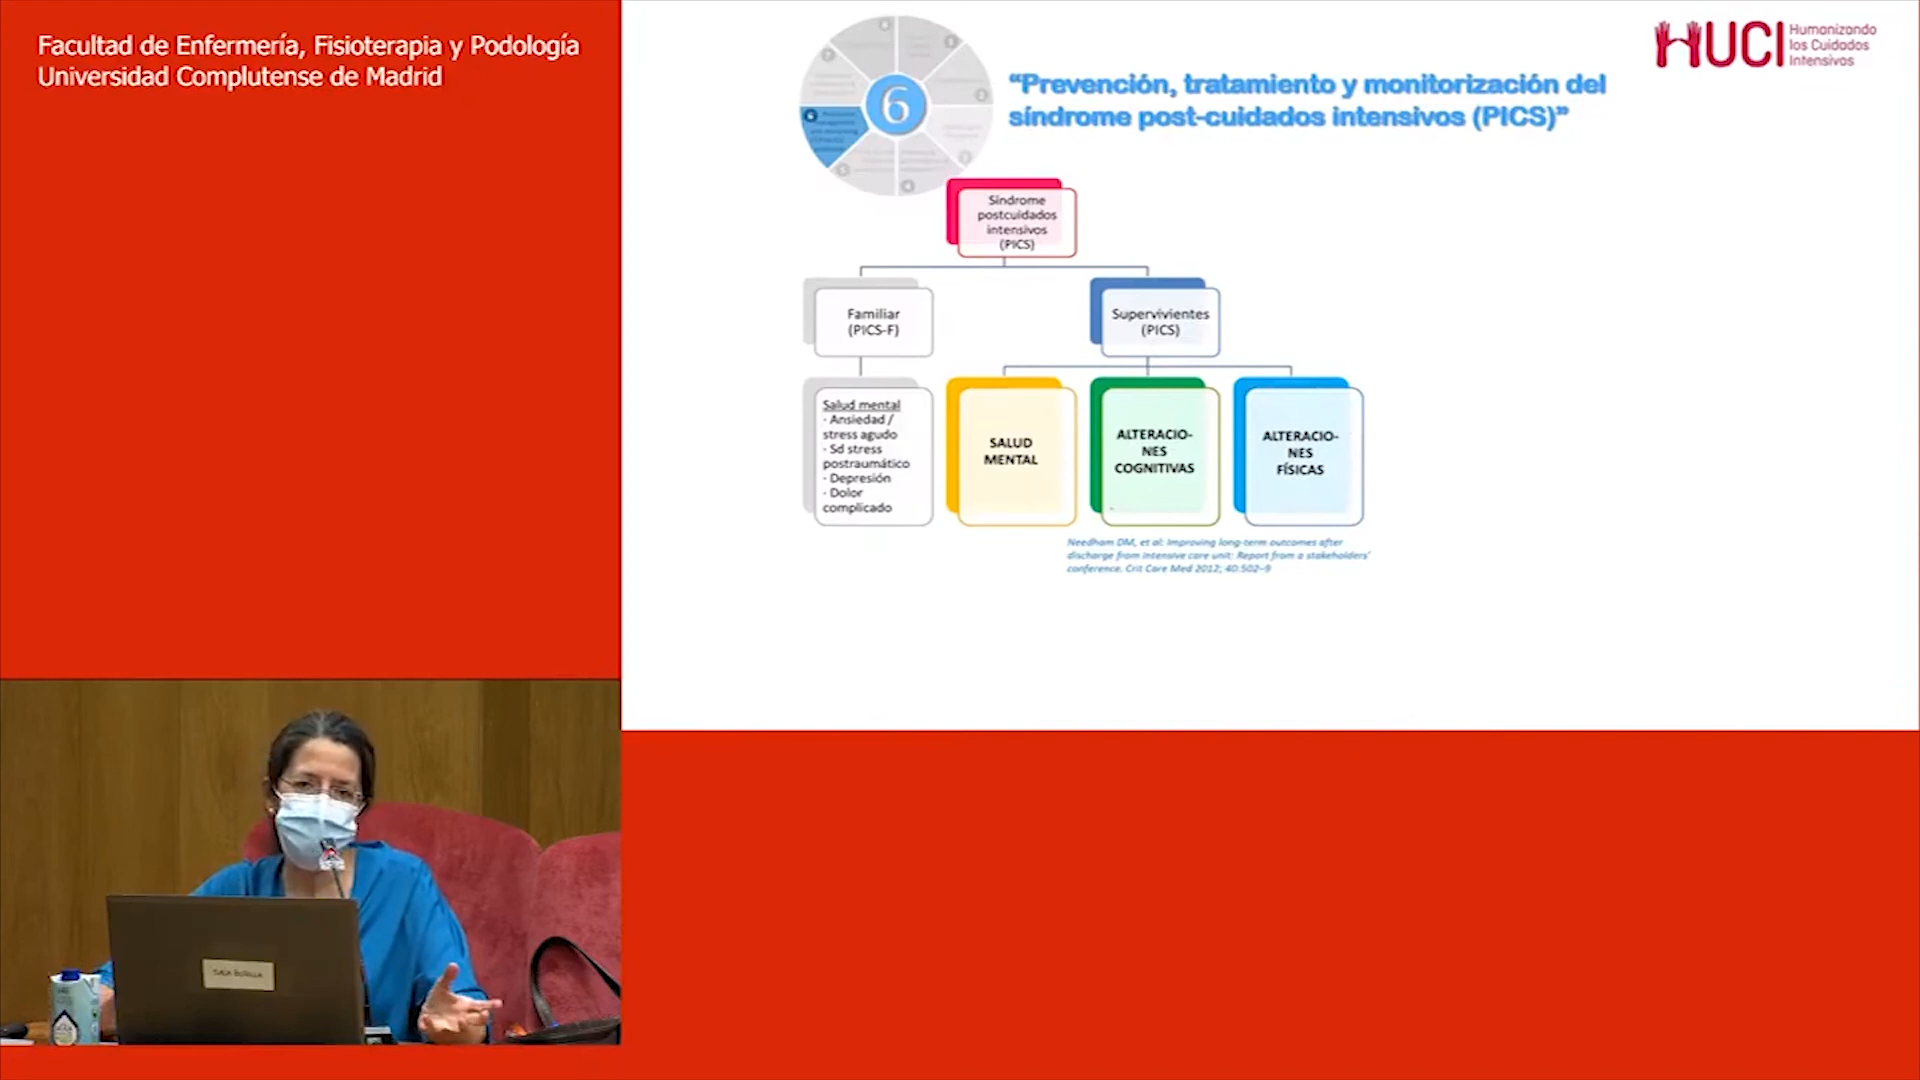 Facultad de Enfermería, Fisioterapia y Podología
Universidad Complutense de Madrid
HUCI
Humanizando
los Cuidados
Intensivos
6
“Prevención, tratamiento y monitorización del
síndrome post-cuidados intensivos (PICS)”
Síndrome
postcuidados
intensivos
(PICS)
Familiar
(PICS-F)
Supervivientes
(PICS)
Salud mental
- Ansiedad /
stress agudo
- Sd stress
postraumático
- Depresión
- Dolor
complicado
SALUD
MENTAL
ALTERACIO-
NES
COGNITIVAS
ALTERACIO-
NES
FÍSICAS
Needham DM, et al: Improving long-term outcomes after
discharge from intensive care unit: Report from a stakeholders’
conference. Crit Care Med 2012; 40:502–9